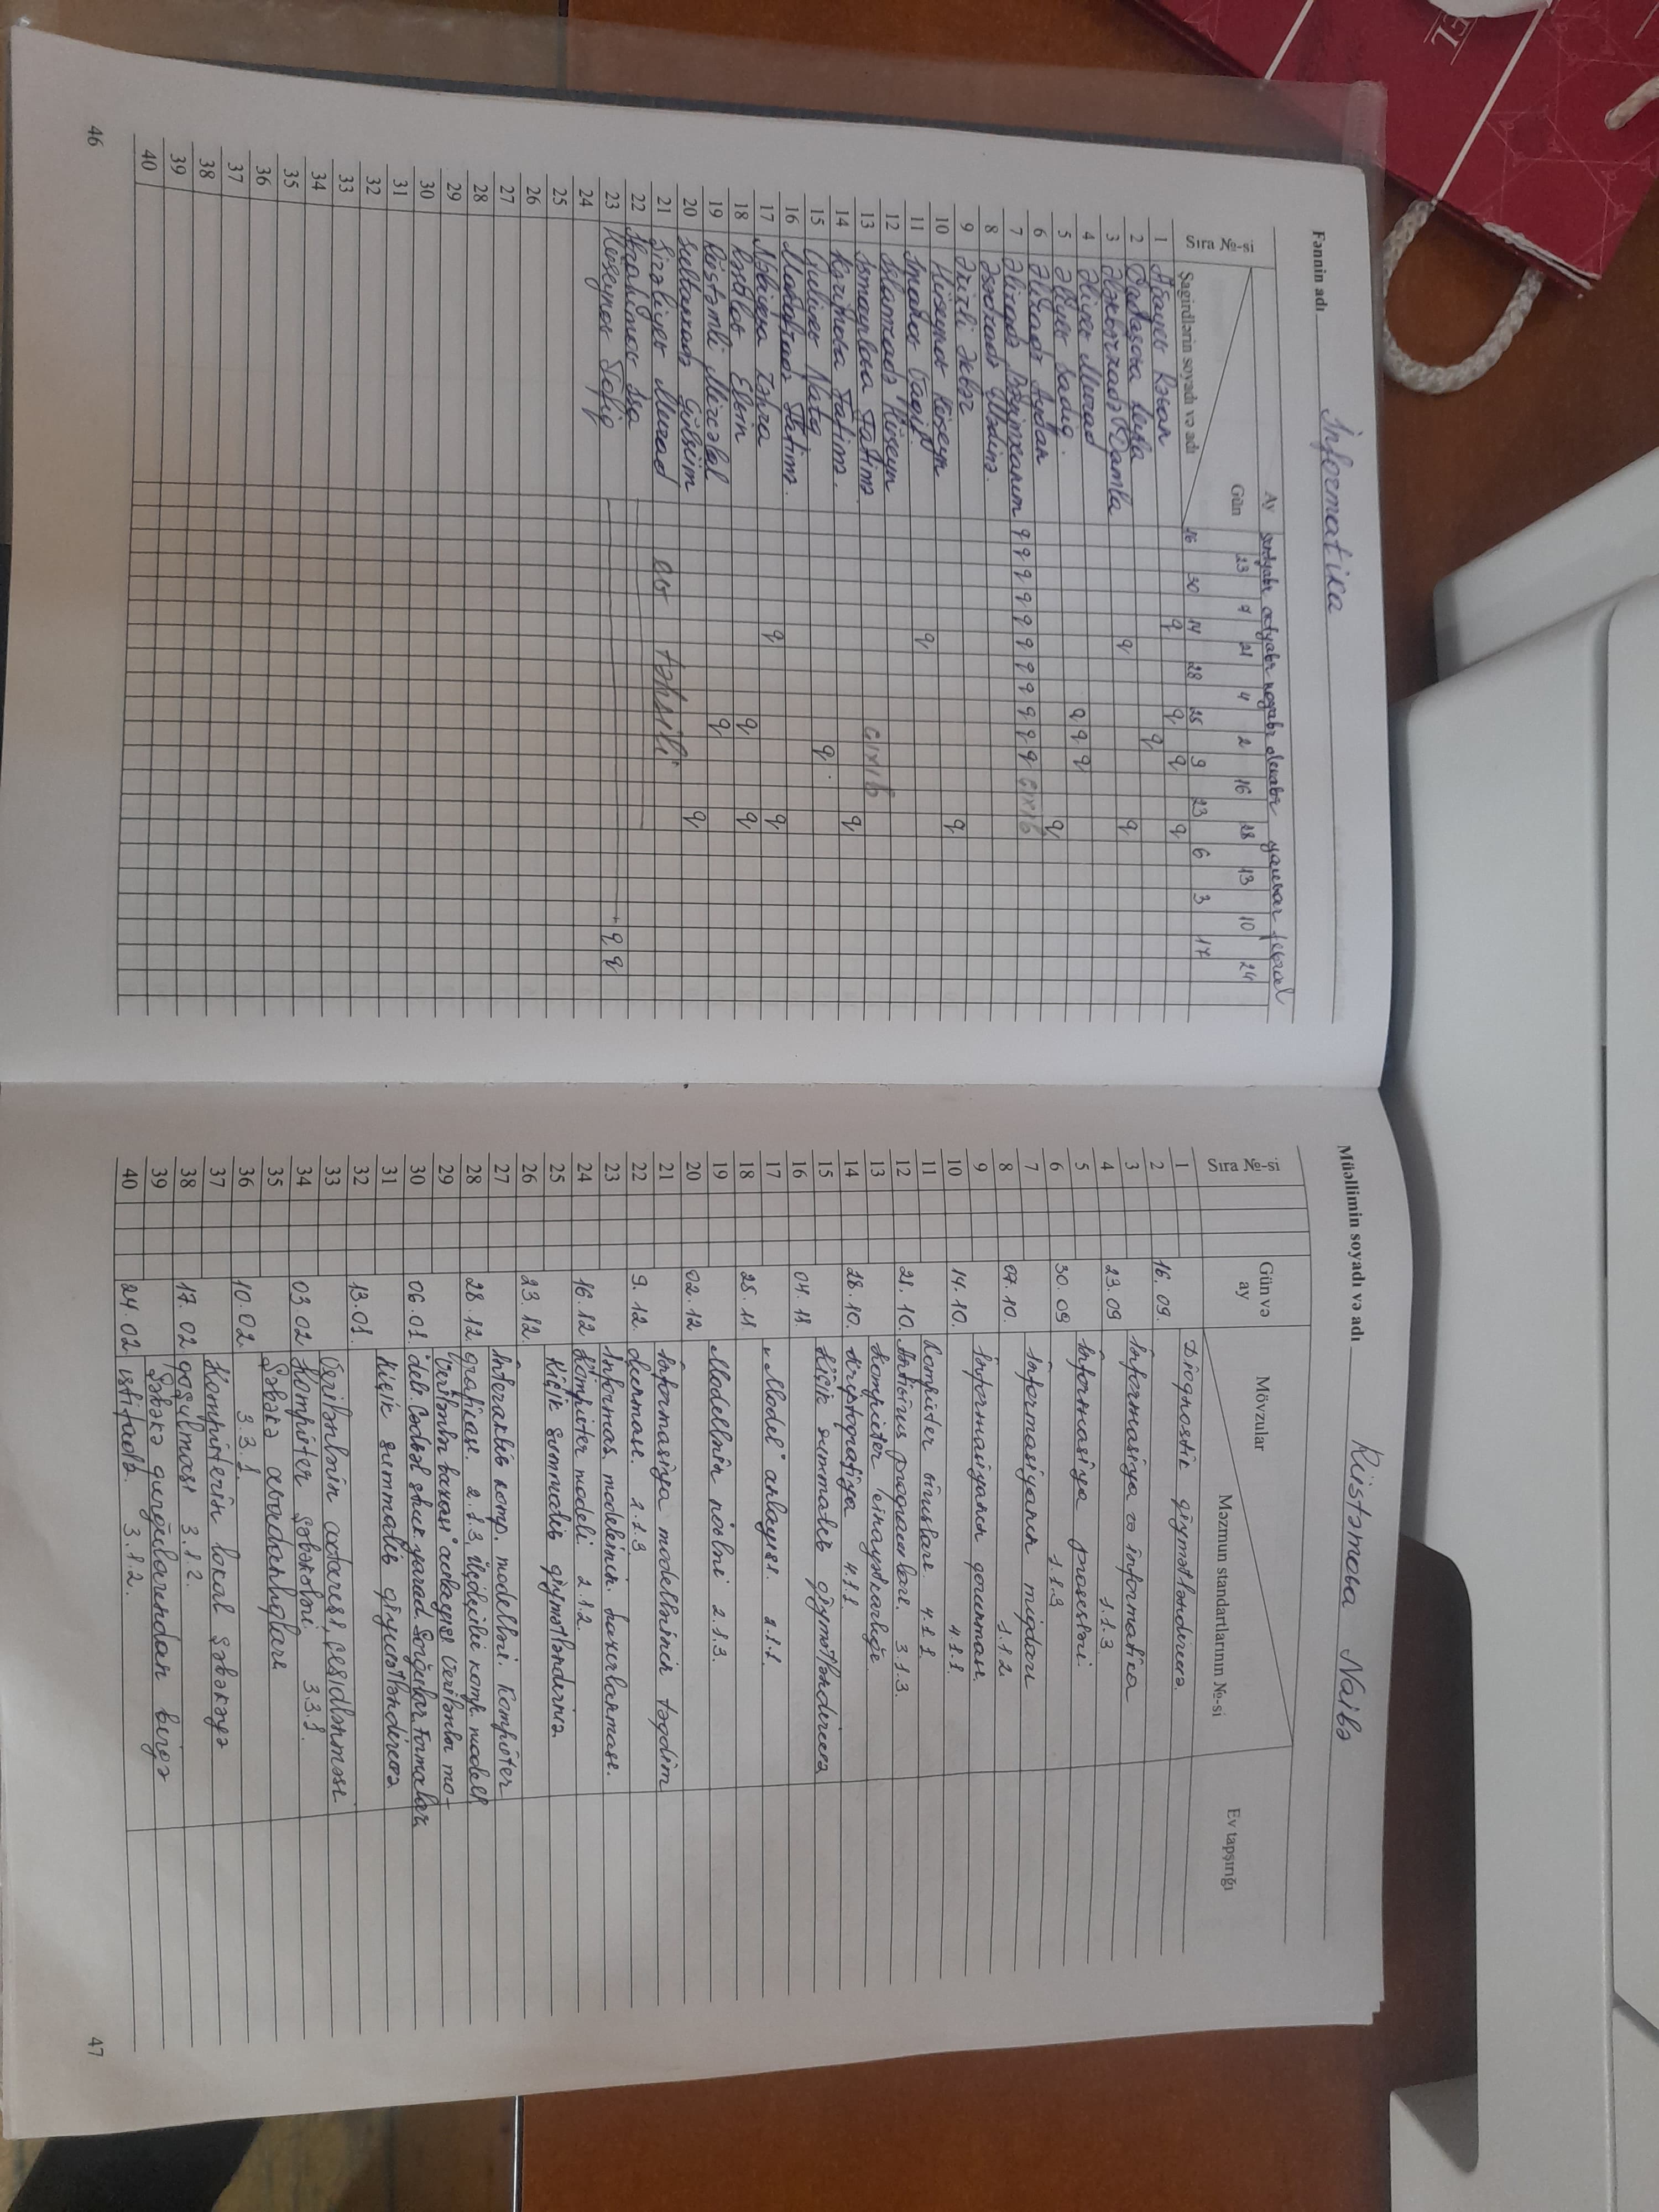 EL
Fənnin adı İnformatika
Ay sentyabr oktyabr noyabr dekabr yanvar fevral
Gün 23 7 21 4 2 16 28 13 10 24
Sıra №-si
Şagirdlərin soyadı və adı 16 30 14 28 25 9 23 6 3 17
1 Ağayev Rəvan q q q q
2 Dadaşova Leyla q
3 Ələkbərzadə Damla q q
4 Əliyev Murad
5 Əliyev Sadiq. q q q
6 Əlizadə Aydan q
7 Əlizadə Bəyimxanım q q q q q q q q q q q çıxıb
8 Əsədzadə Mədinə.
9 Əzizli Əkbər
10 Hüseynov Hüseyn q
11 İmanov Vaqif. q
12 İslamzadə Hüseyn
13 İsmayılova Fatimə çıxıb
14 Kərimova Fatimə. q
15 Quliyev Natiq q
16 Manafzadə Fatimə.
17 Nəbiyeva Zəhra q q
18 Rəsulov Elvin q q
19 Rüstəmli Mircəlal q
20 Sultanzadə Gülsüm q
21 Şirəliyev Murad ev təhsili
22 İbrahimov İsa
23 Hüseynov Tofiq q q
24
25
26
27
28
29
30
31
32
33
34
35
36
37
38
39
40
46
Müəllimin soyadı və adı Rüstəmova Naibə
Sıra №-si
Gün və ay
Mövzular
Məzmun standartlarının №-si
Ev tapşırığı
1 Diaqnostik qiymətləndirmə.
2 16. 09.
3 İnformasiya və informatika
4 23. 09 1.1.3.
5 İnformasiya prosesləri
6 30. 09 1.1.3
7 İnformasiyanın miqdarı
8 07. 10. 1.1.2.
9 İnformasiyanın qorunması.
10 14. 10. 4.1.1.
11 Kompüter virusları. 4.1.1.
12 21. 10. Antivirus proqramları. 3.1.3.
13 Kompüter cinayətkarlığı
14 28. 10. Kriptoqrafiya 4.1.1.
15 Kiçik summativ qiymətləndirmə
16 04. 11.
17 „Model" anlayışı. 2.1.1.
18 25. 11.
19 Modellərin növləri 2.1.3.
20 02. 12
21 İnformasiya modellərinin təqdim
22 9. 12. olunması. 2.1.3.
23 İnformas. modelinin hazırlanması.
24 16. 12 Kompüter modeli 2.1.2.
25 Kiçik summativ qiymətləndirmə
26 23. 12.
27 İnteraktiv komp. modelləri. Kompüter
28 28. 12. qrafikası. 2.1.3, Üçölçülü komp. modeli
29 "Verilənlər bazası" anlayışı Verilənlər mo-
30 06. 01. deli. Cədvəl struk. yarad. Sorğular. Formalar
31 Kiçik summativ qiymətləndirmə
32 13. 01.
33 Verilənlərin axtarışı, çeşidlənməsi
34 03. 02 Kompüter şəbəkələri 3.3.1.
35 Şəbəkə avadanlıqları
36 10. 02. 3.3.1.
37 Kompüterin lokal şəbəkəyə
38 17. 02 qoşulması 3.1.2.
39 Şəbəkə qurğularından birgə
40 24. 02 istifadə. 3.1.2.
47